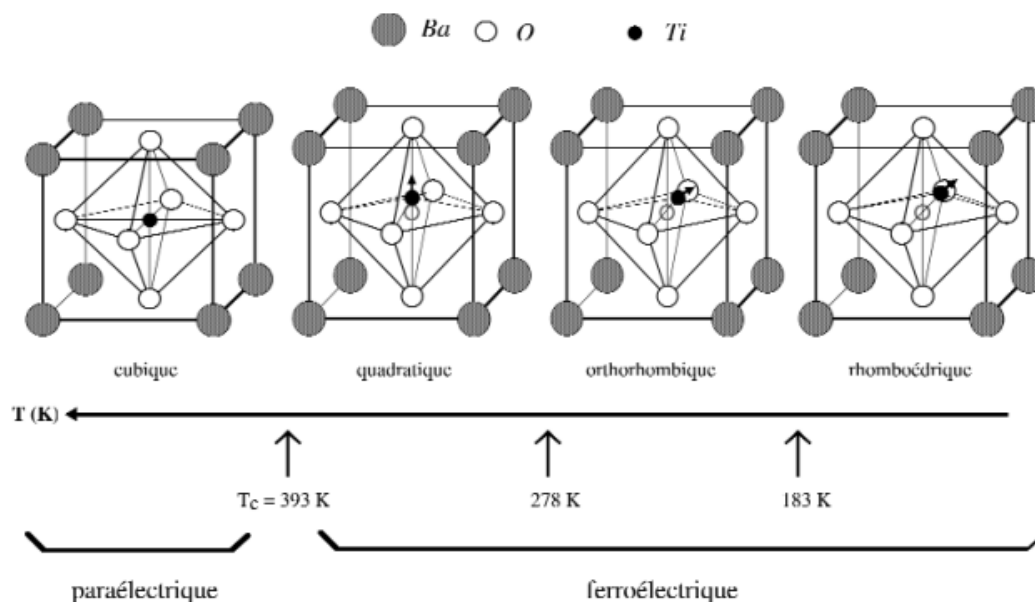 Ba O Ti
cubique quadratique orthorhombique rhomboédrique
T (K)
Tc = 393 K 278 K 183 K
paraélectrique ferroélectrique